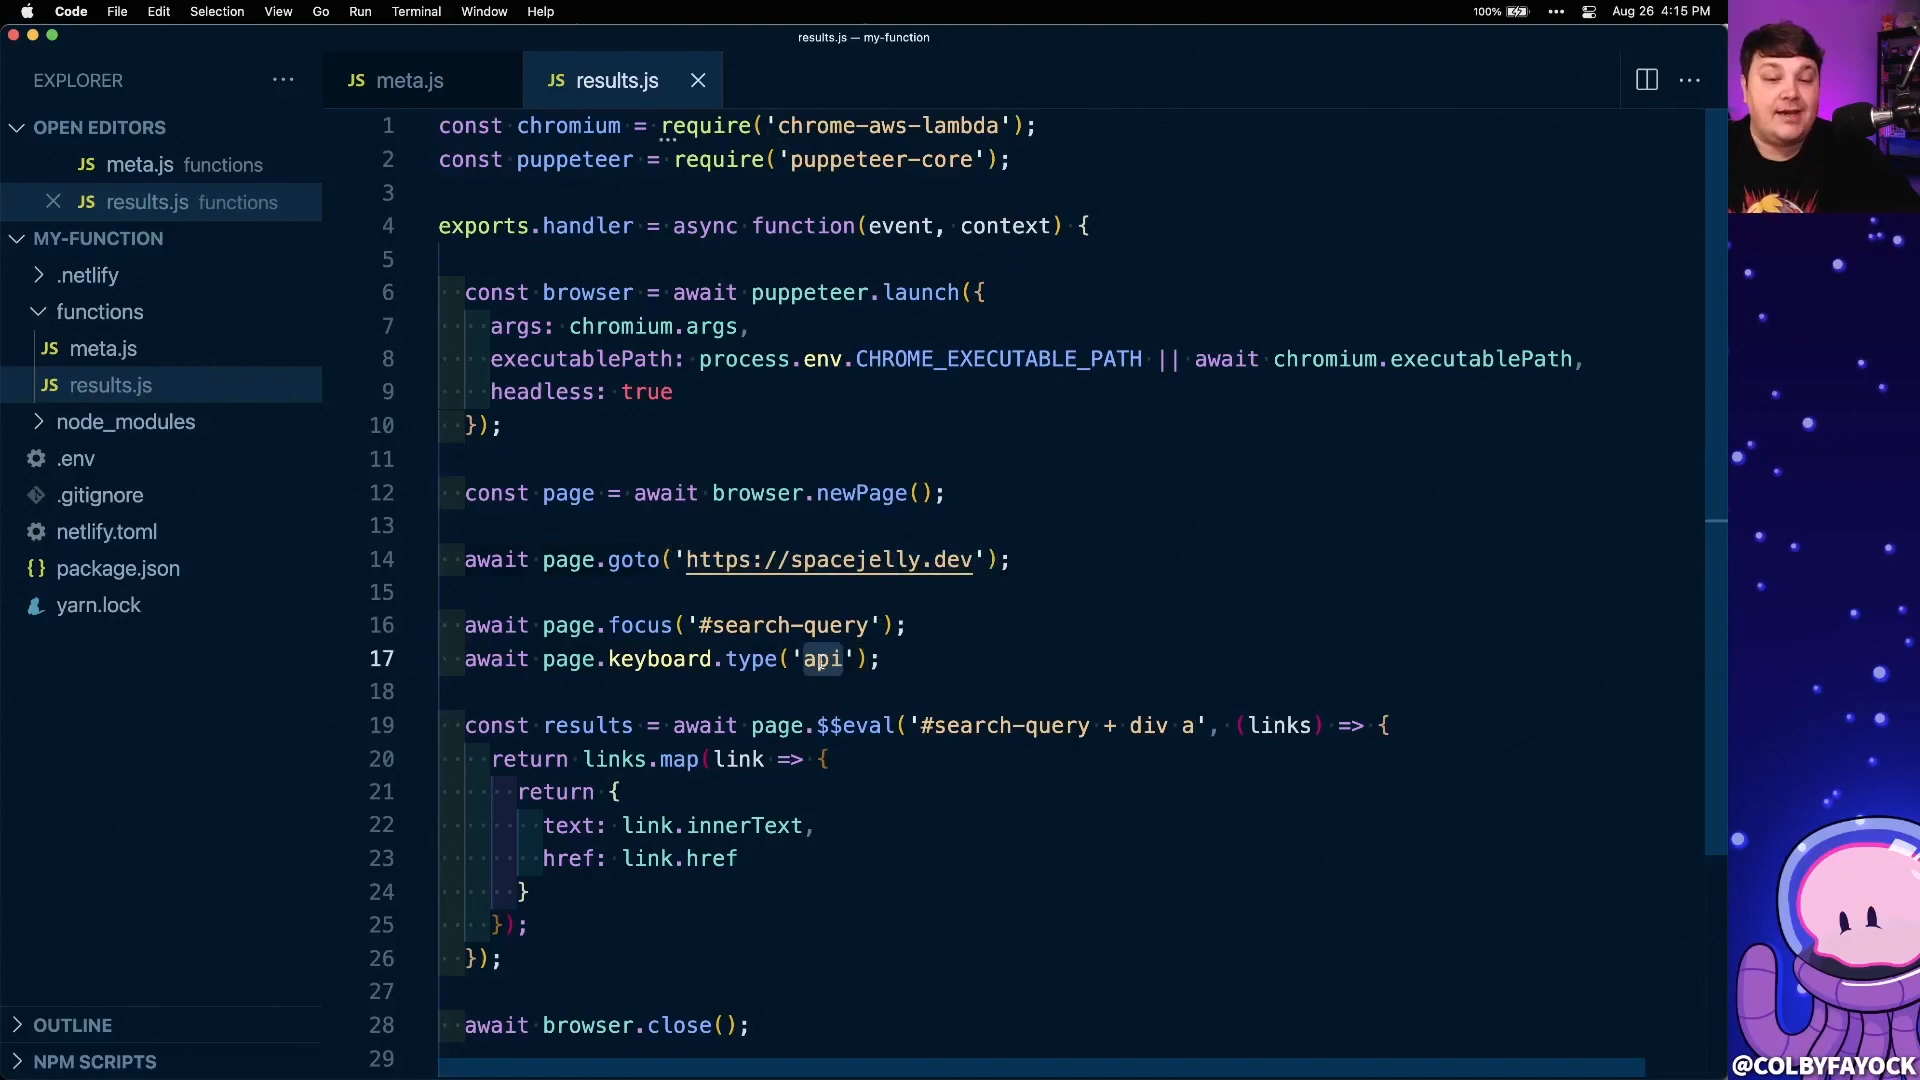 Code File Edit Selection View Go Run Terminal Window Help 100% Aug 26 4:15 PM
results.js — my-function
EXPLORER
JS meta.js
JS results.js
OPEN EDITORS
JS meta.js functions
JS results.js functions
MY-FUNCTION
.netlify
functions
JS meta.js
JS results.js
node_modules
.env
.gitignore
netlify.toml
{} package.json
yarn.lock
OUTLINE
NPM SCRIPTS
1 const chromium = require('chrome-aws-lambda');
2 const puppeteer = require('puppeteer-core');
3
4 exports.handler = async function(event, context) {
5
6 const browser = await puppeteer.launch({
7 args: chromium.args,
8 executablePath: process.env.CHROME_EXECUTABLE_PATH || await chromium.executablePath,
9 headless: true
10 });
11
12 const page = await browser.newPage();
13
14 await page.goto('https://spacejelly.dev');
15
16 await page.focus('#search-query');
17 await page.keyboard.type('api');
18
19 const results = await page.$$eval('#search-query + div a', (links) => {
20 return links.map(link => {
21 return {
22 text: link.innerText,
23 href: link.href
24 }
25 });
26 });
27
28 await browser.close();
29
@COLBYFAYOCK